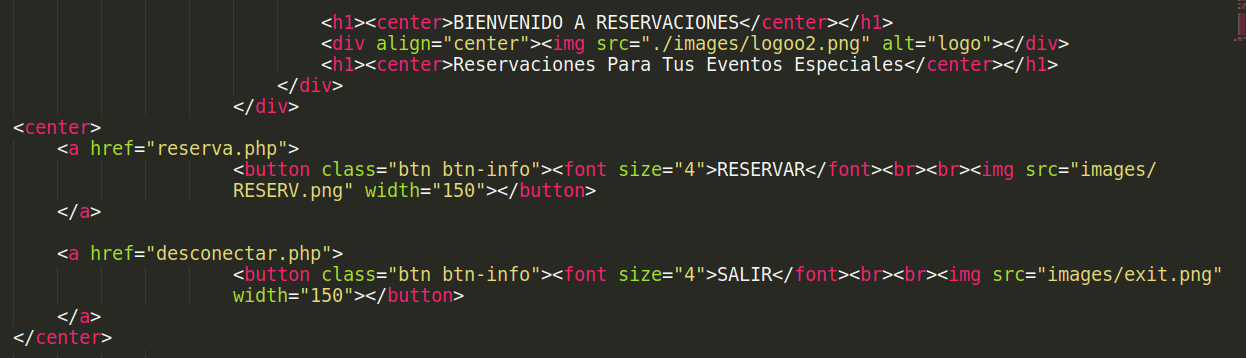 <h1><center>BIENVENIDO A RESERVACIONES</center></h1>
<div align="center"><img src="./images/logoo2.png" alt="logo"></div>
<h1><center>Reservaciones Para Tus Eventos Especiales</center></h1>
</div>
</div>
<center>
<a href="reserva.php">
<button class="btn btn-info"><font size="4">RESERVAR</font><br><br><img src="images/
RESERV.png" width="150"></button>
</a>
<a href="desconectar.php">
<button class="btn btn-info"><font size="4">SALIR</font><br><br><img src="images/exit.png"
width="150"></button>
</a>
</center>